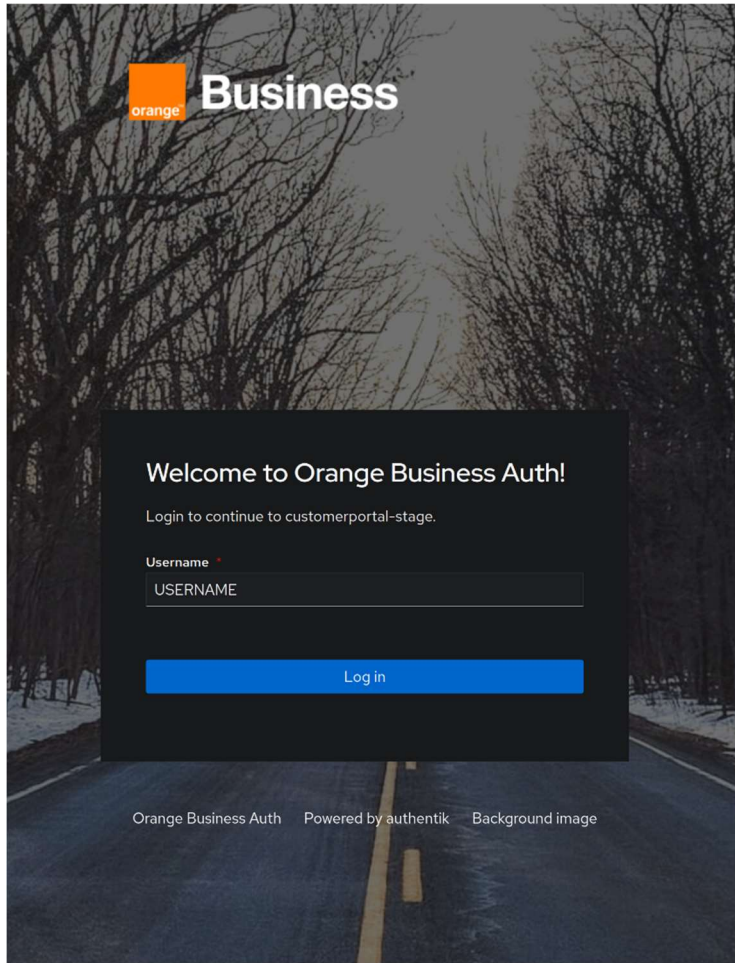 orange™ Business
Welcome to Orange Business Auth!
Login to continue to customerportal-stage.
Username *
USERNAME
Log in
Orange Business Auth Powered by authentik Background image